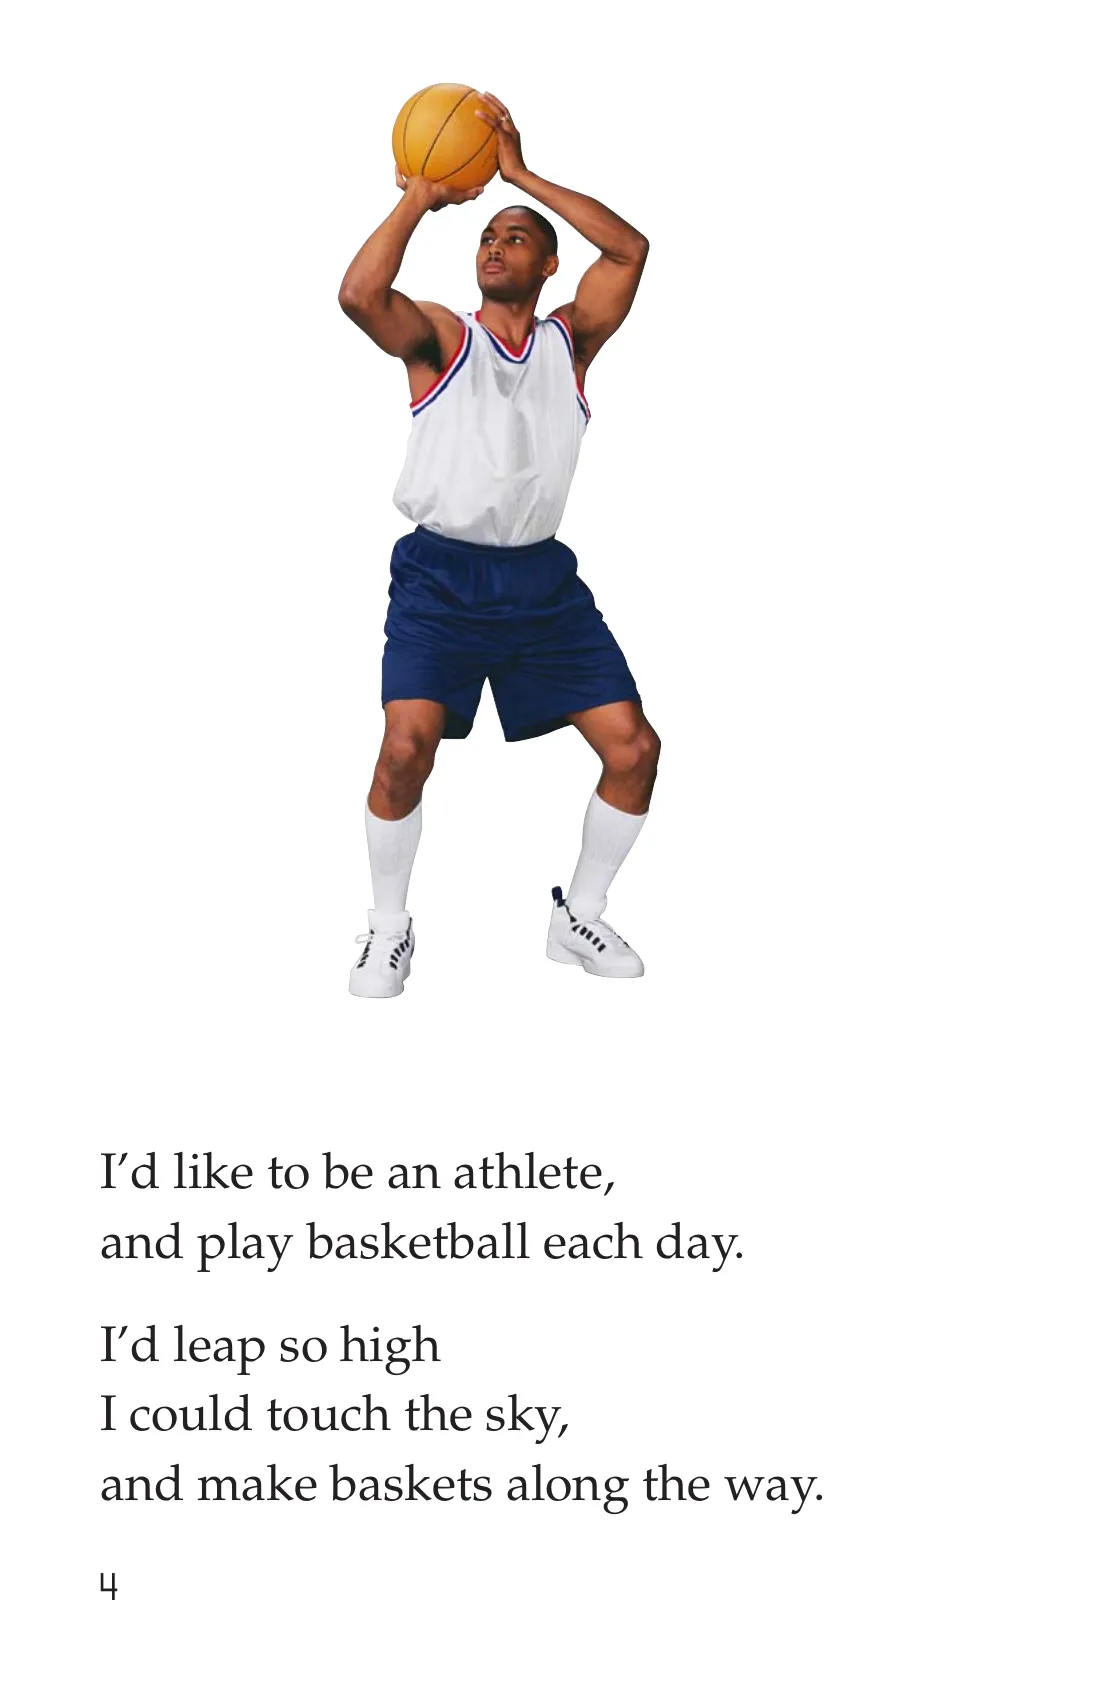 I’d like to be an athlete,
and play basketball each day.
I’d leap so high
I could touch the sky,
and make baskets along the way.
4